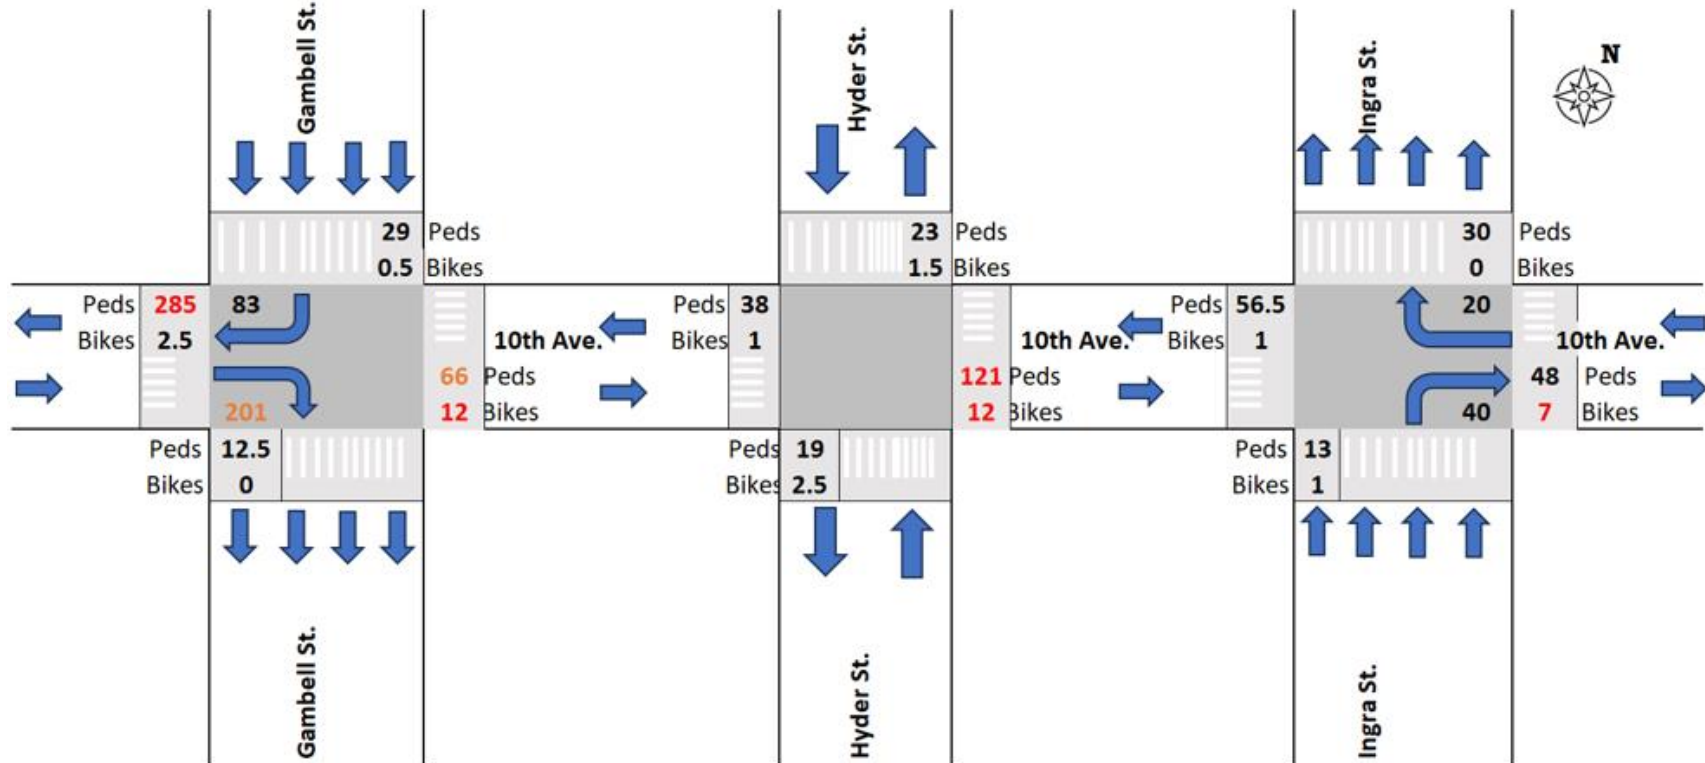 Gambell St.
Hyder St.
Ingra St.
N
29 Peds
0.5 Bikes
23 Peds
1.5 Bikes
30 Peds
0 Bikes
Peds 285
Bikes 2.5
83
201
10th Ave.
66 Peds
12 Bikes
Peds 38
Bikes 1
10th Ave.
121 Peds
12 Bikes
Peds 56.5
Bikes 1
20
40
10th Ave.
48 Peds
7 Bikes
Peds 12.5
Bikes 0
Peds 19
Bikes 2.5
Peds 13
Bikes 1
Gambell St.
Hyder St.
Ingra St.